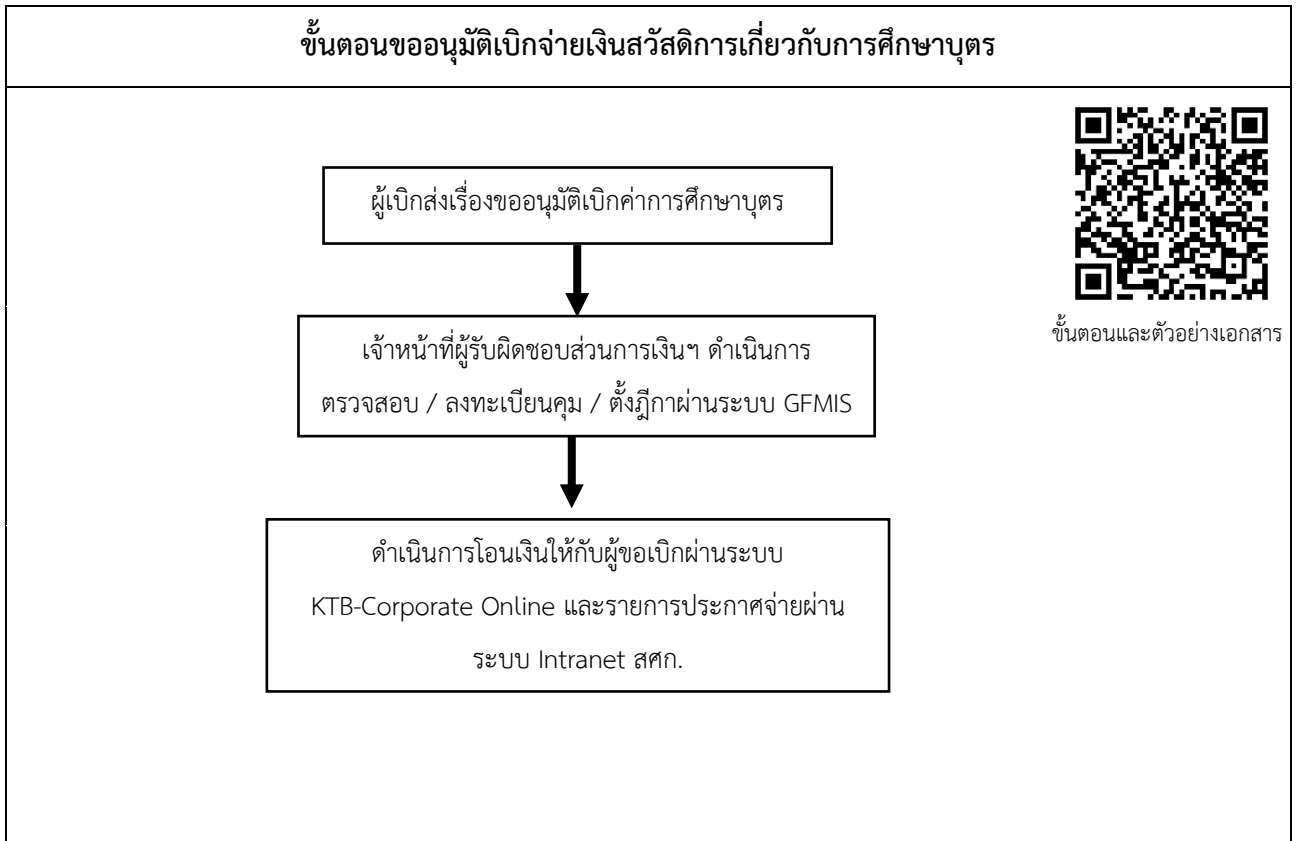 ขั้นตอนขออนุมัติเบิกจ่ายเงินสวัสดิการเกี่ยวกับการศึกษาบุตร
ผู้เบิกส่งเรื่องขออนุมัติเบิกค่าการศึกษาบุตร
เจ้าหน้าที่ผู้รับผิดชอบส่วนการเงินฯ ดำเนินการ
ตรวจสอบ / ลงทะเบียนคุม / ตั้งฎีกาผ่านระบบ GFMIS
ดำเนินการโอนเงินให้กับผู้ขอเบิกผ่านระบบ
KTB-Corporate Online และรายการประกาศจ่ายผ่าน
ระบบ Intranet สศก.
ขั้นตอนและตัวอย่างเอกสาร